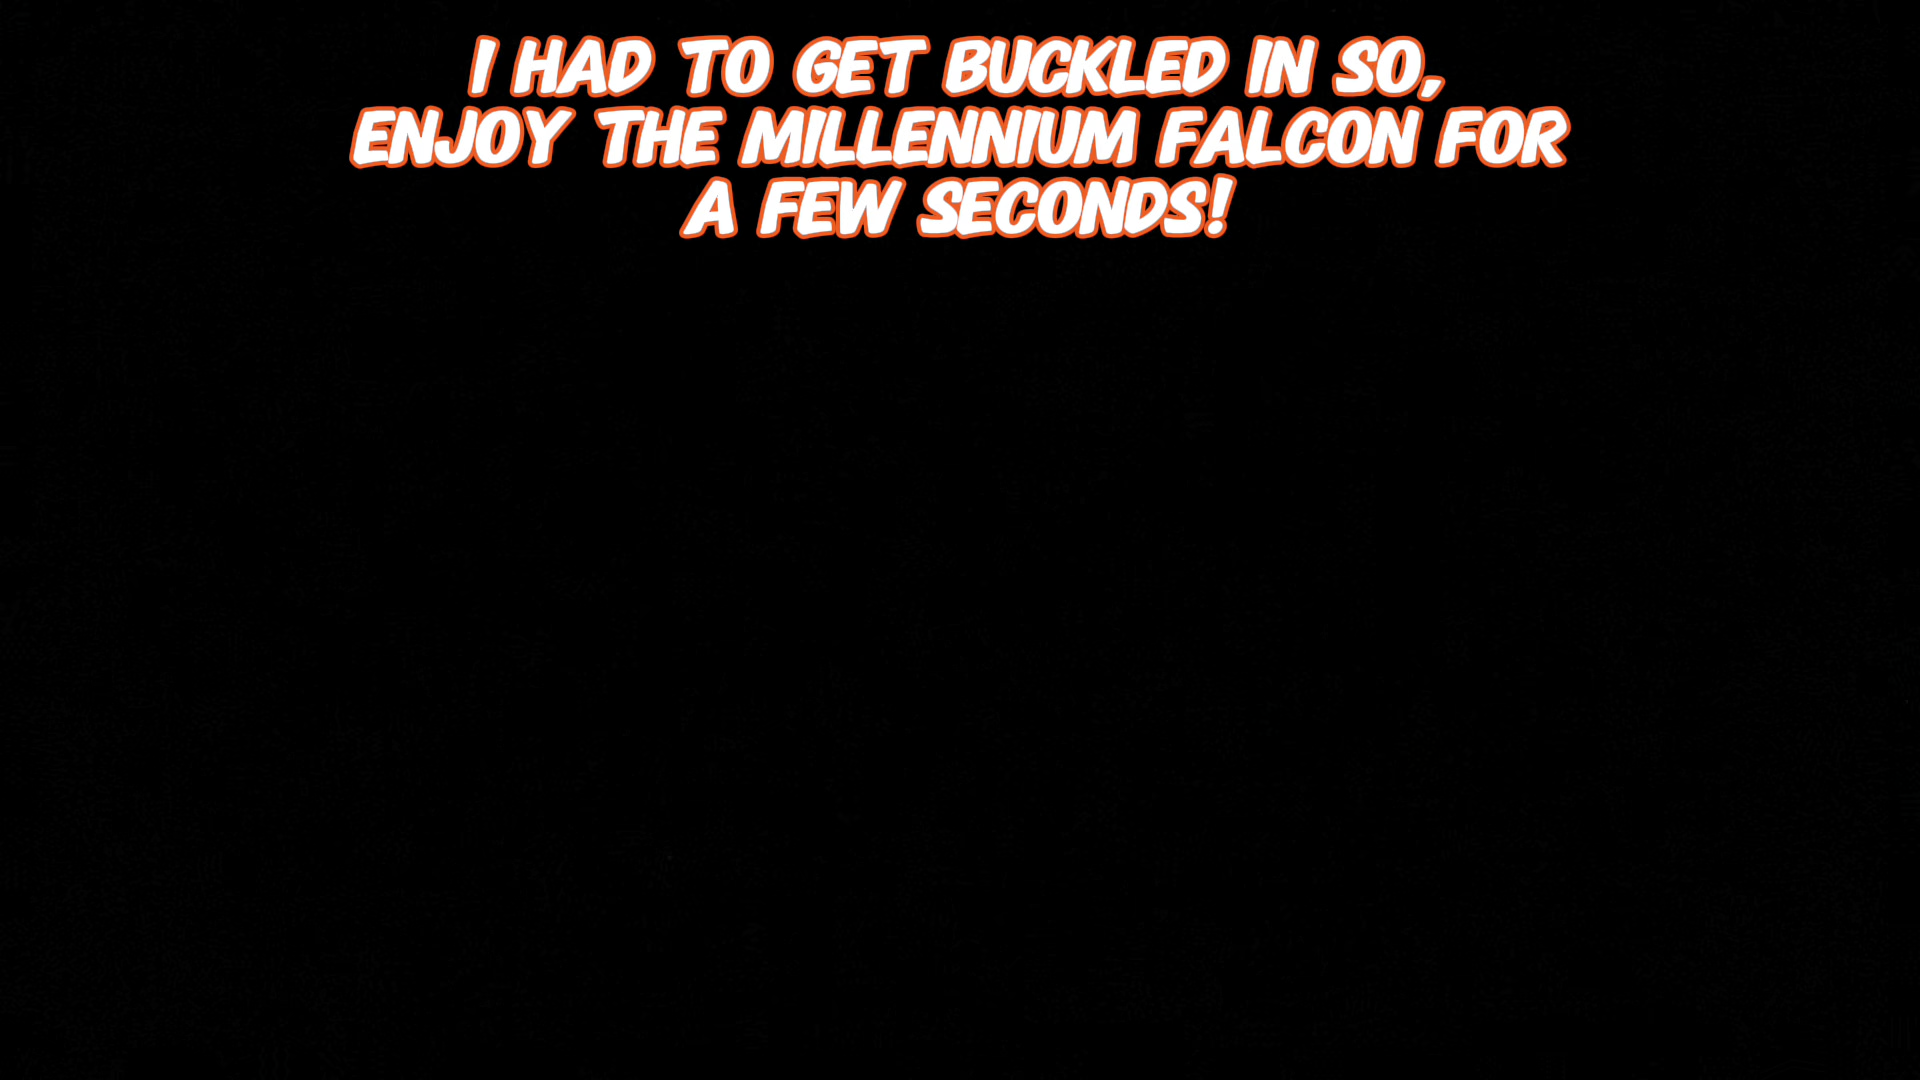 I HAD TO GET BUCKLED IN SO,
ENJOY THE MILLENNIUM FALCON FOR
A FEW SECONDS!